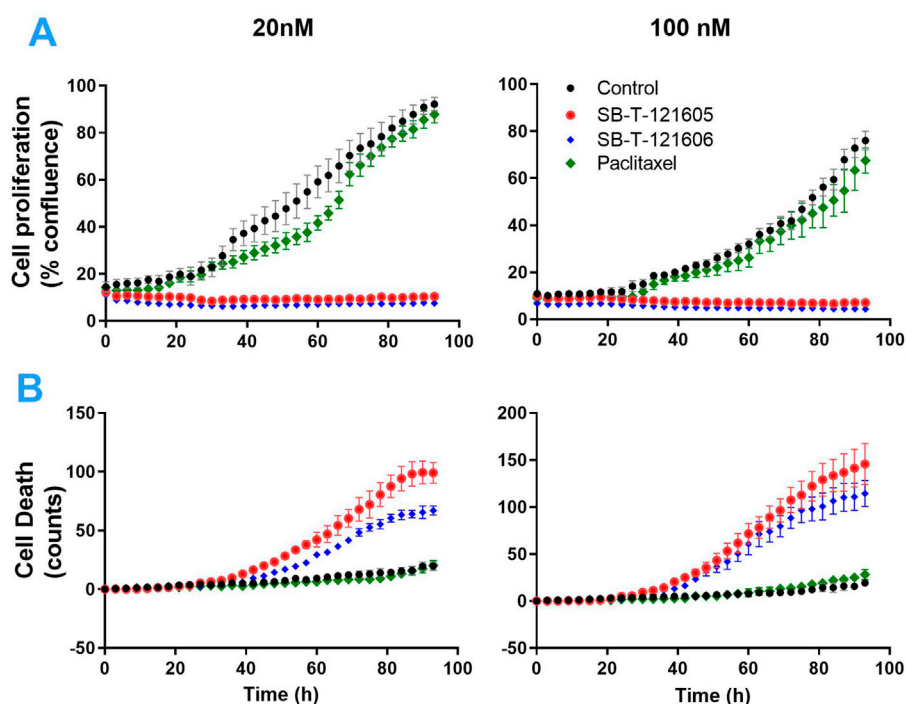 A
20nM
100 nM
Cell proliferation
(% confluence)
100
80
60
40
20
0
0 20 40 60 80 100
100
80
60
40
20
0
0 20 40 60 80 100
Control
SB-T-121605
SB-T-121606
Paclitaxel
B
Cell Death
(counts)
150
100
50
0
-50
0 20 40 60 80 100
Time (h)
200
150
100
50
0
-50
0 20 40 60 80 100
Time (h)